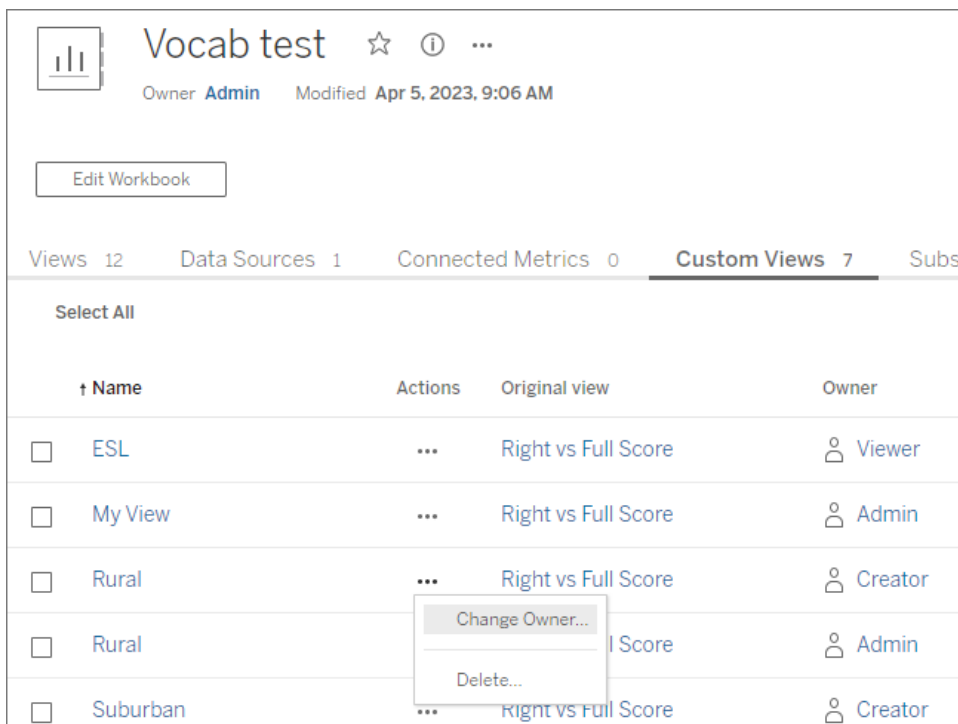 Vocab test
Owner Admin Modified Apr 5, 2023, 9:06 AM
Edit Workbook
Views 12 Data Sources 1 Connected Metrics 0 Custom Views 7 Subs
Select All
↑ Name Actions Original view Owner
ESL ... Right vs Full Score Viewer
My View ... Right vs Full Score Admin
Rural ... Right vs Full Score Creator
Change Owner...
Rural l Score Admin
Delete...
Suburban ... Right vs Full Score Creator